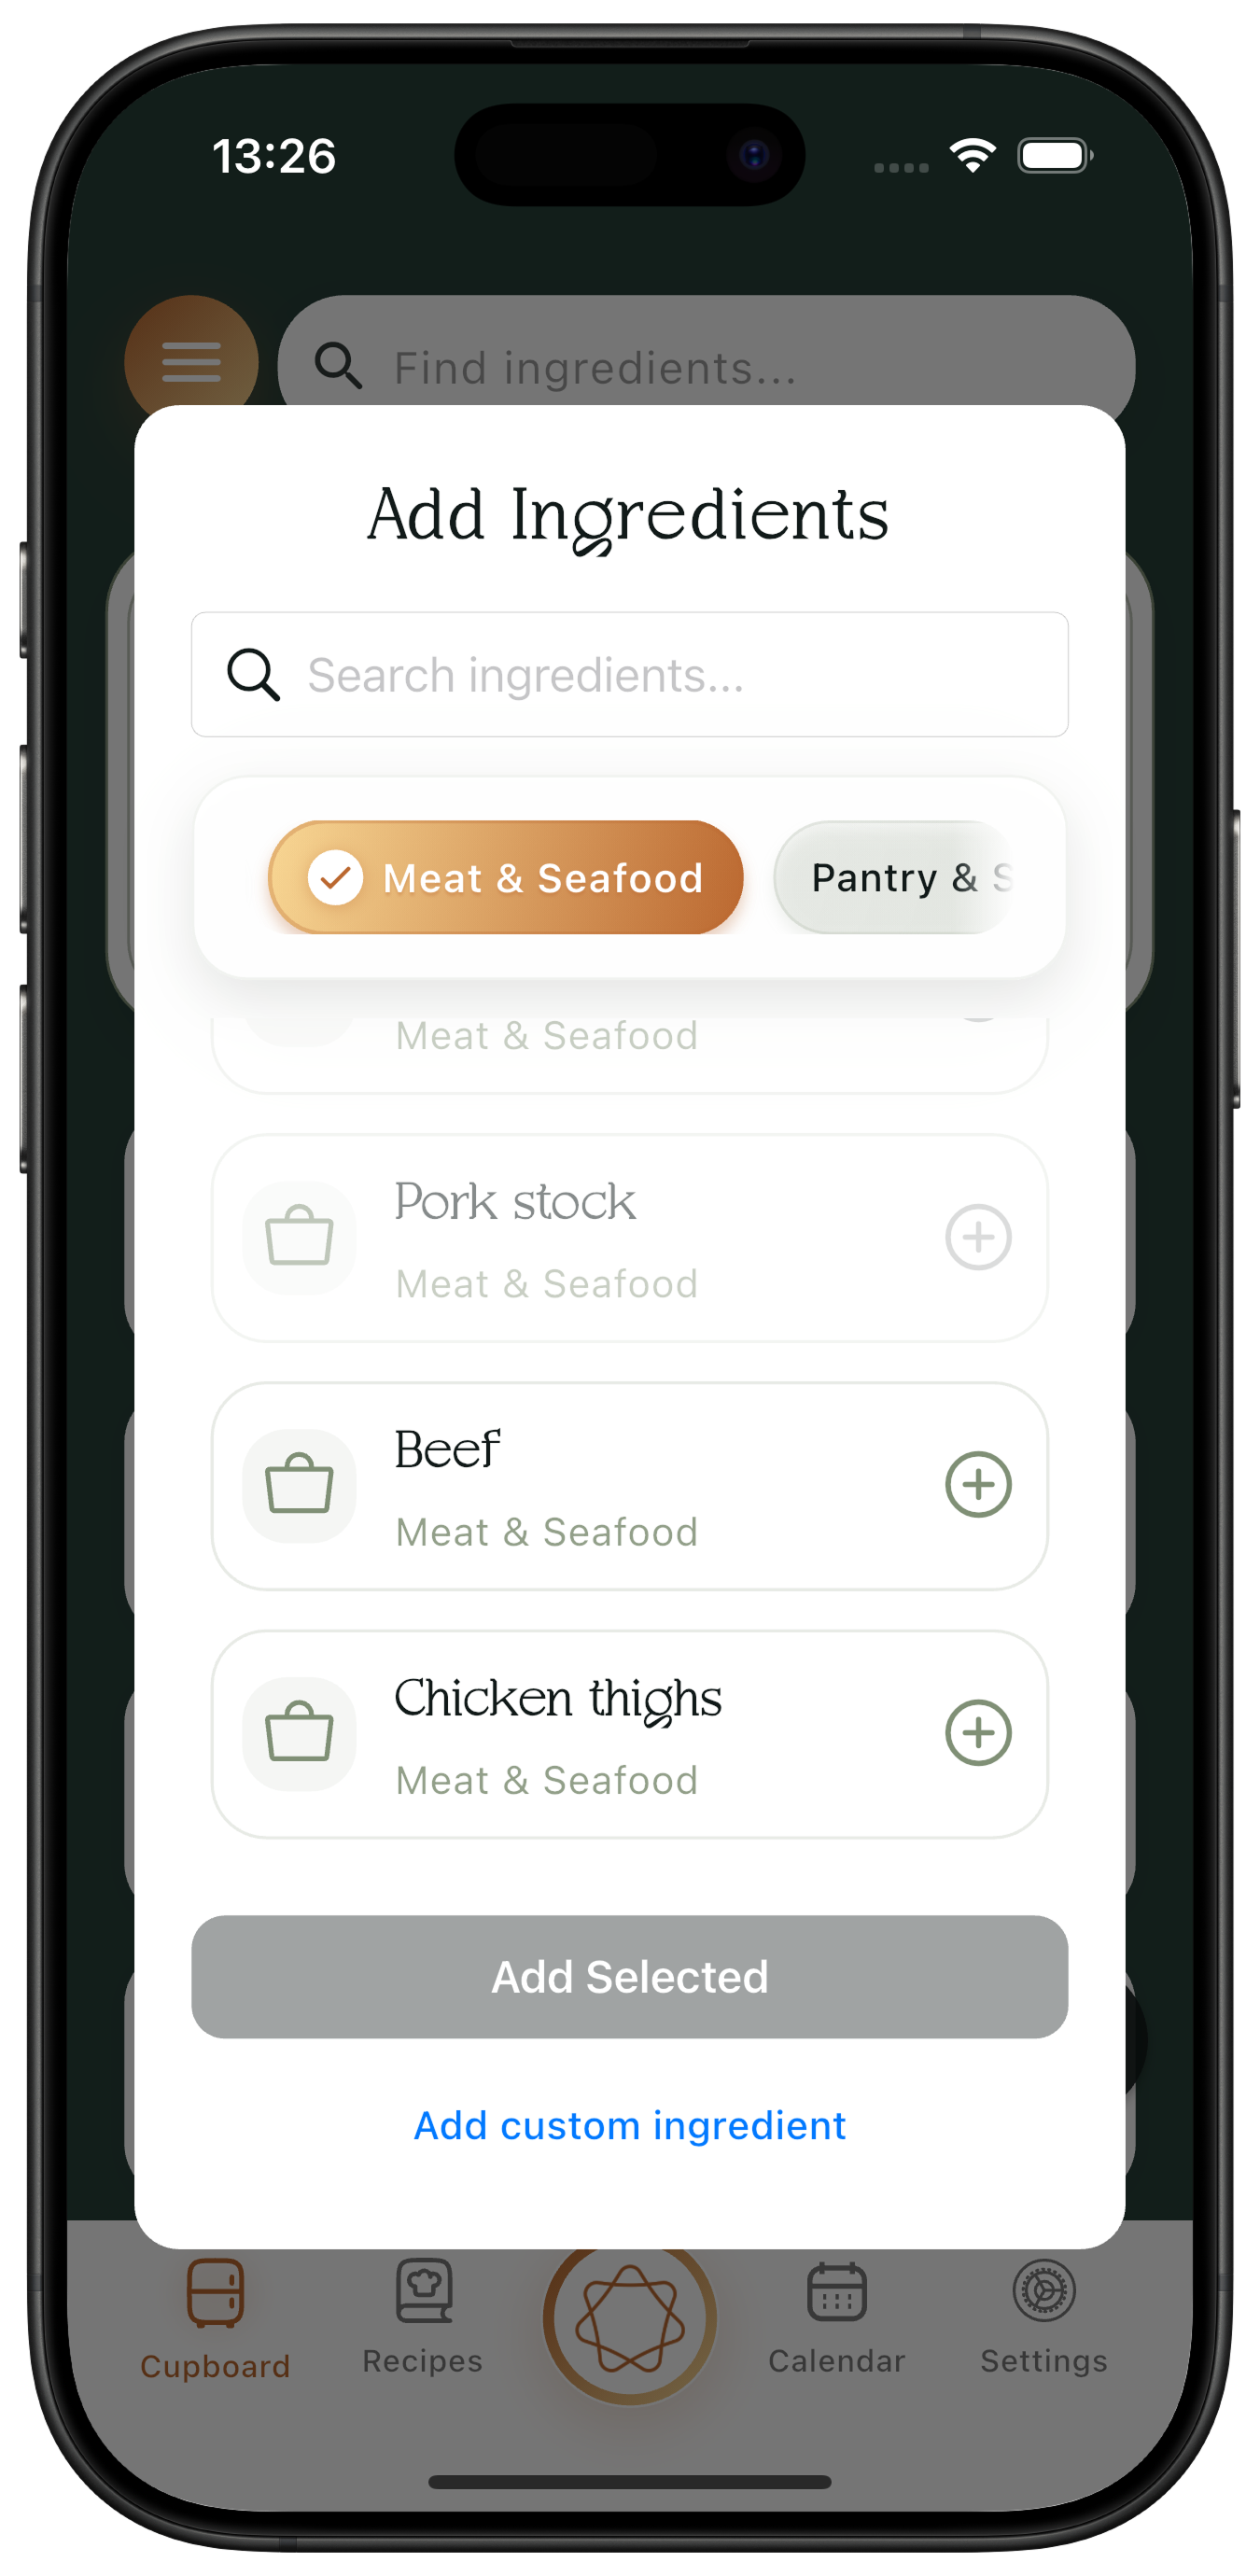 13:26
Find ingredients...
Add Ingredients
Search ingredients...
Meat & Seafood
Pantry & S
Meat & Seafood
Pork stock
Meat & Seafood
Beef
Meat & Seafood
Chicken thighs
Meat & Seafood
Add Selected
Add custom ingredient
Cupboard
Recipes
Calendar
Settings